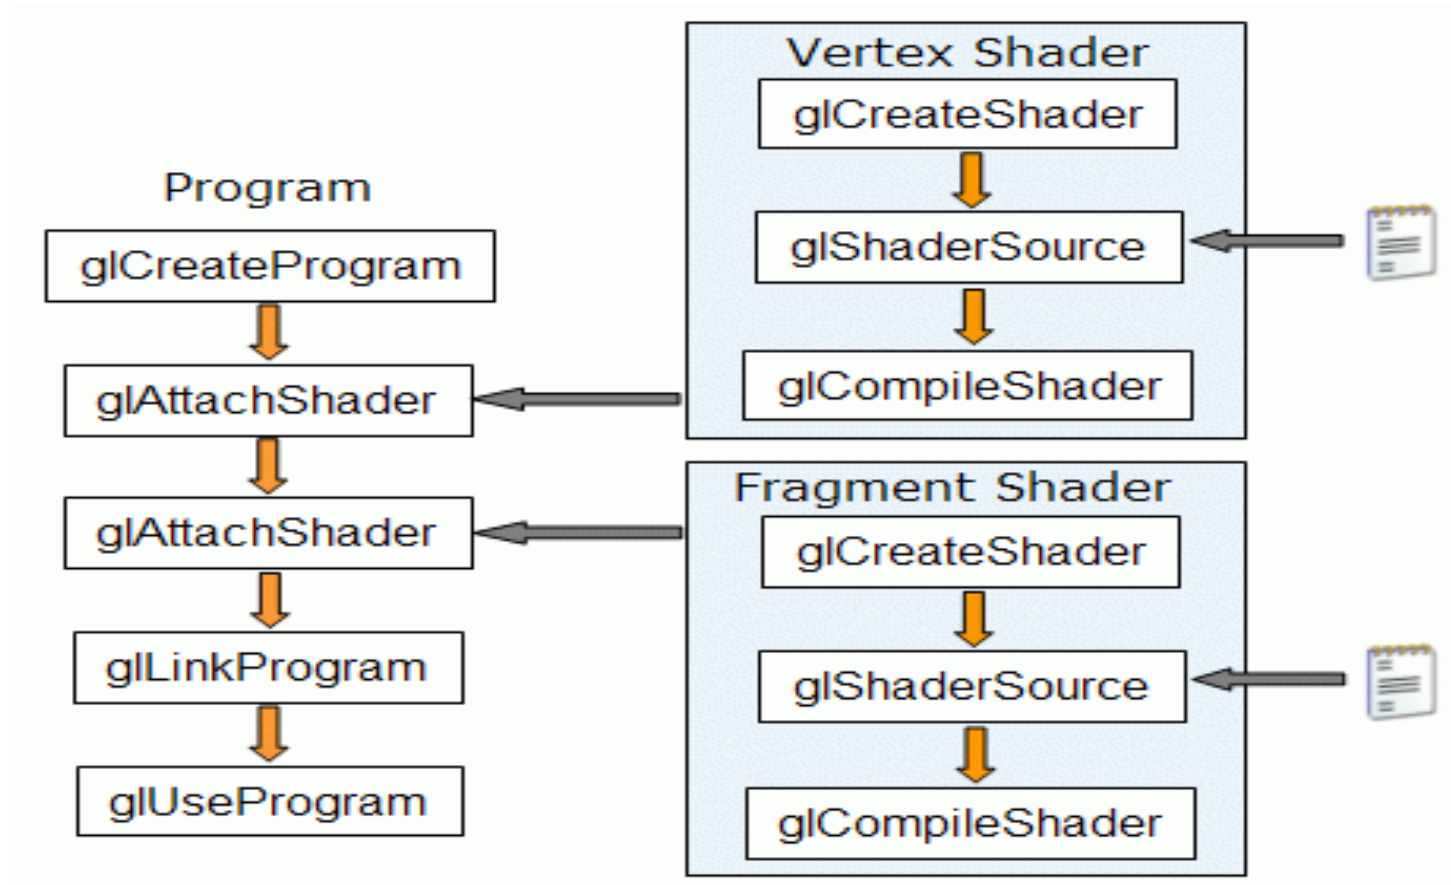 Program
glCreateProgram
glAttachShader
glAttachShader
glLinkProgram
glUseProgram
Vertex Shader
glCreateShader
glShaderSource
glCompileShader
Fragment Shader
glCreateShader
glShaderSource
glCompileShader